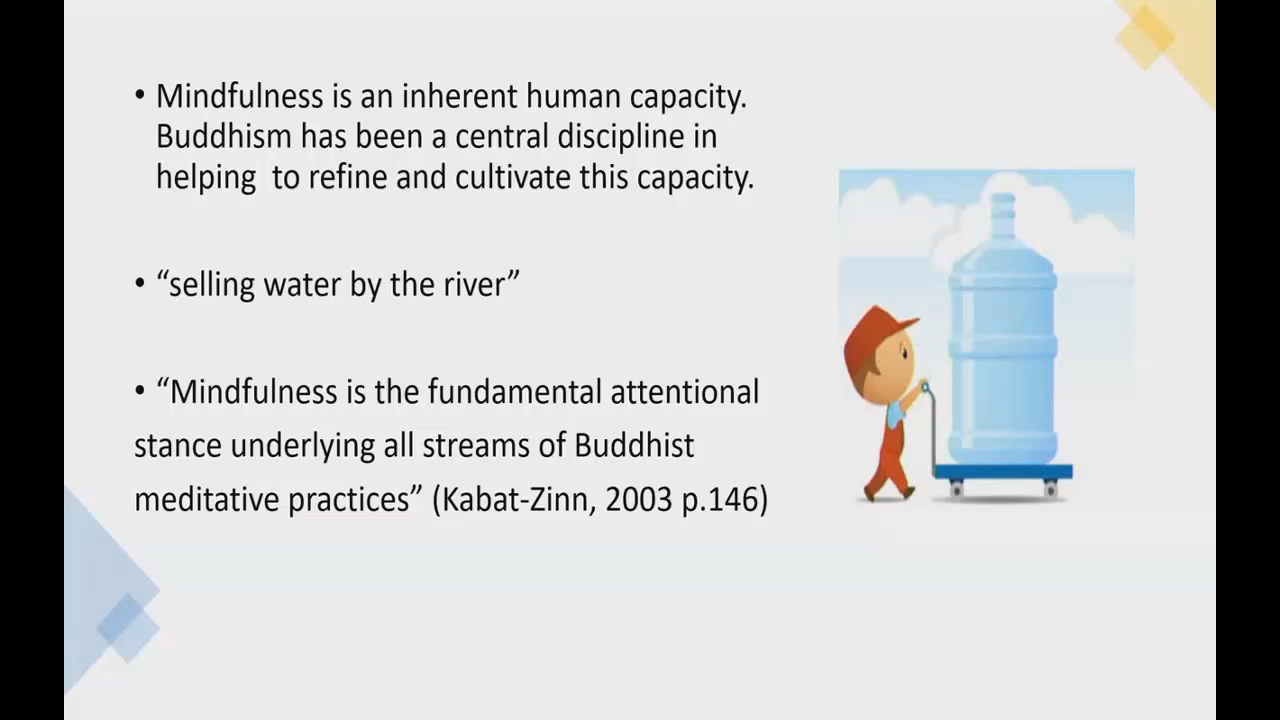 • Mindfulness is an inherent human capacity.
Buddhism has been a central discipline in
helping  to refine and cultivate this capacity.
• “selling water by the river”
• “Mindfulness is the fundamental attentional
stance underlying all streams of Buddhist
meditative practices” (Kabat-Zinn, 2003 p.146)